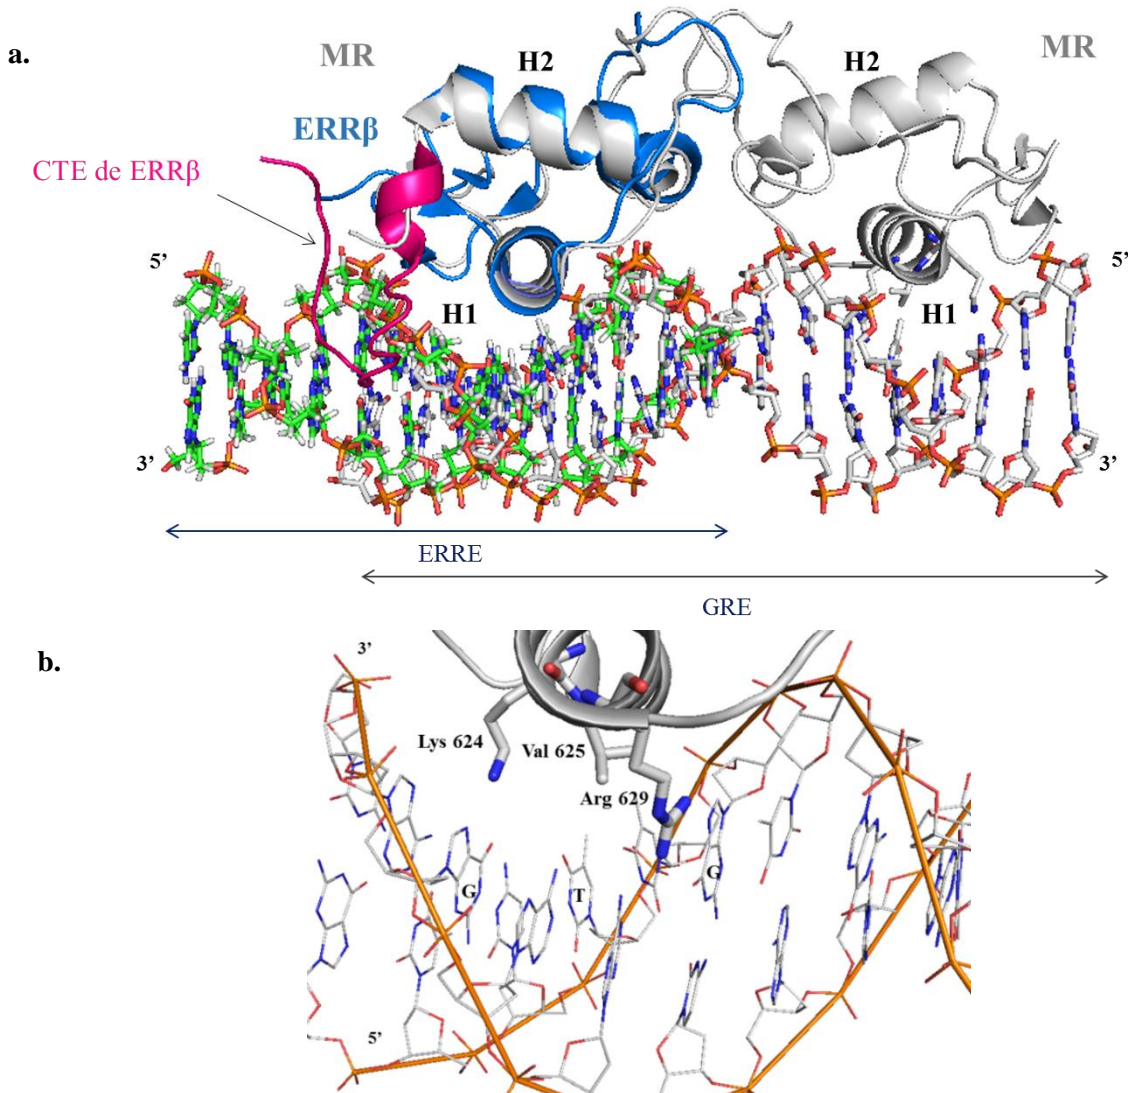 a.
MR
H2
H2
MR
ERRβ
CTE de ERRβ
5’
5’
H1
H1
3’
3’
ERRE
GRE
b.
3’
Lys 624
Val 625
Arg 629
G
T
G
5’